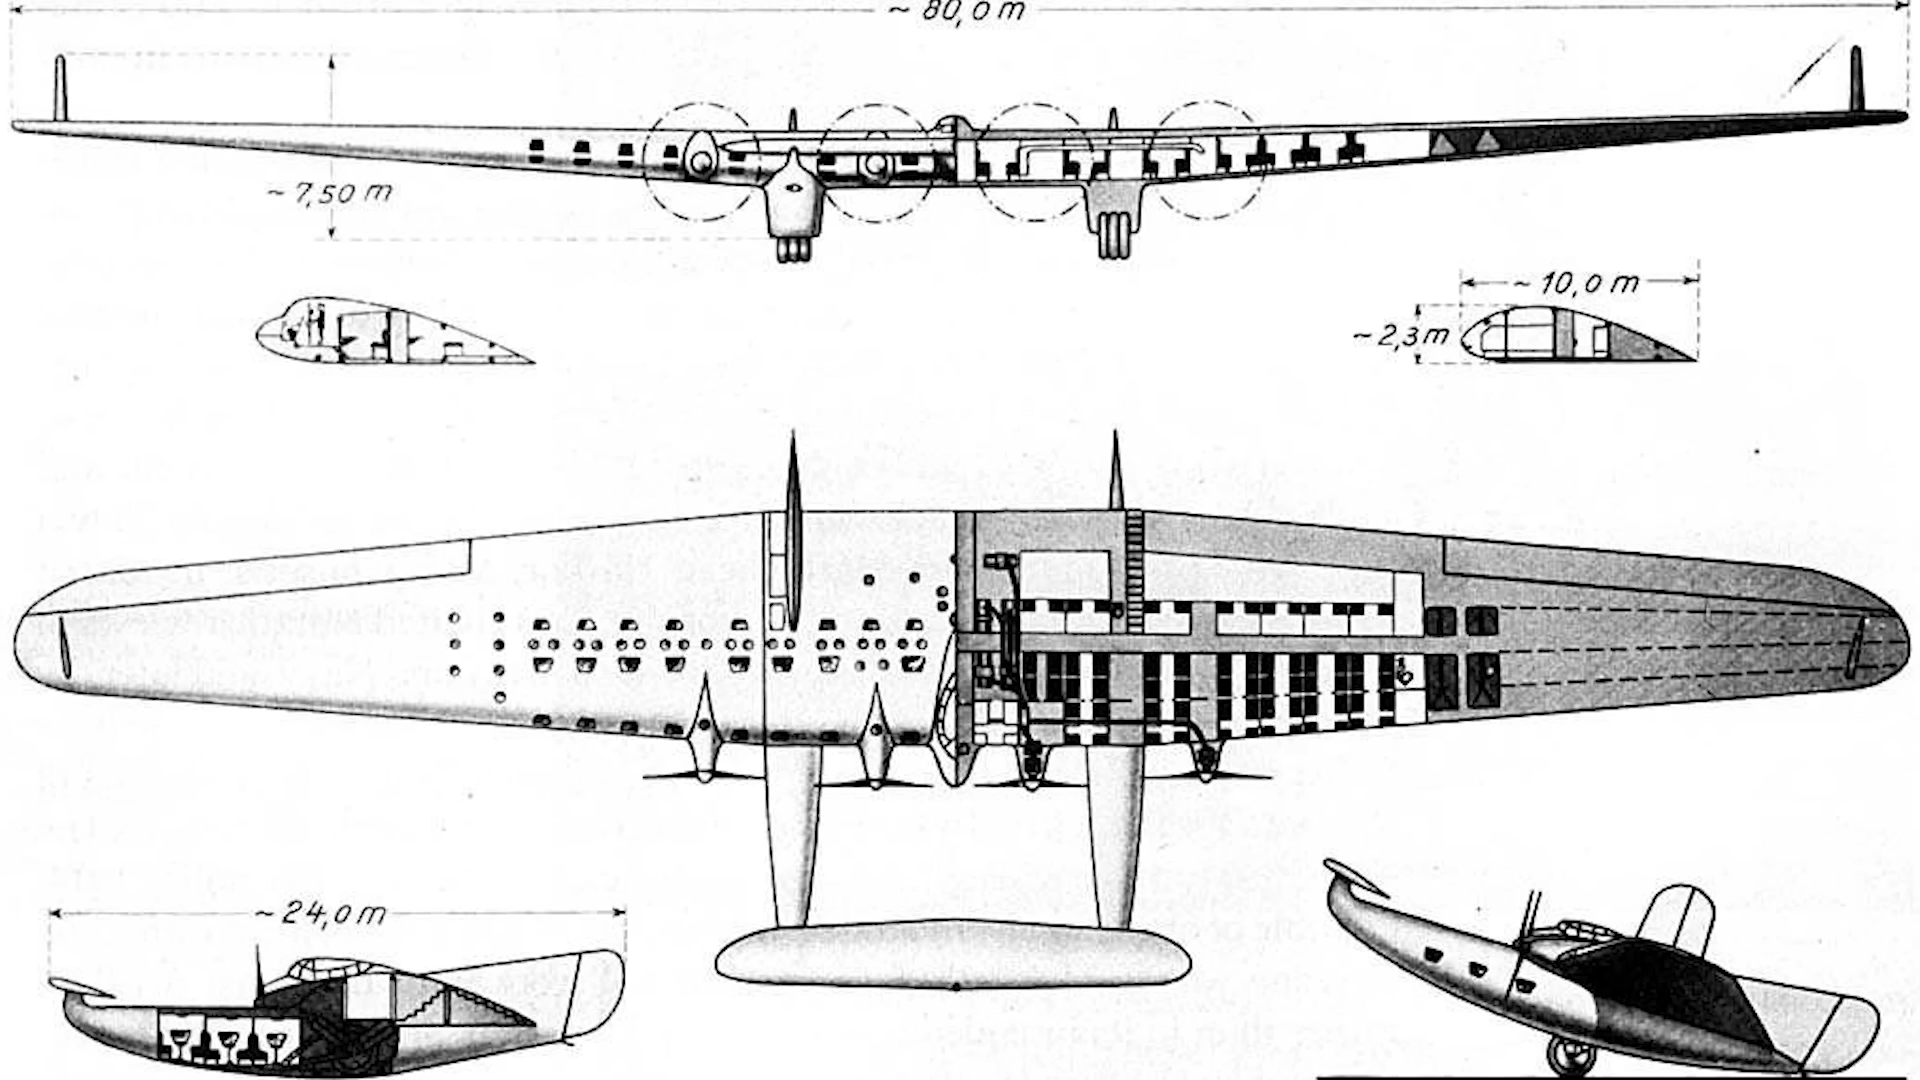 ~ 80,0 m
~ 7,50 m
~ 10,0 m
~ 2,3 m
~ 24,0 m